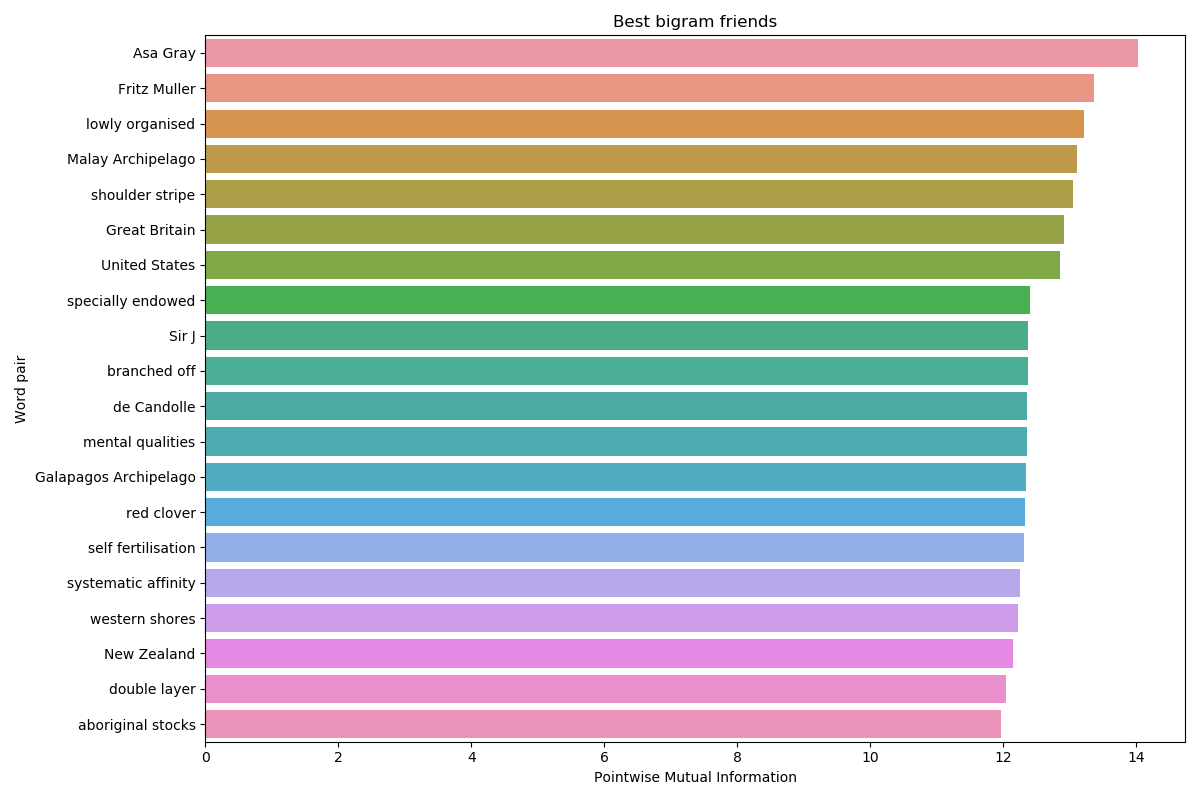 Best bigram friends
Asa Gray
Fritz Muller
lowly organised
Malay Archipelago
shoulder stripe
Great Britain
United States
specially endowed
Sir J
branched off
de Candolle
mental qualities
Galapagos Archipelago
red clover
self fertilisation
systematic affinity
western shores
New Zealand
double layer
aboriginal stocks
Word pair
0 2 4 6 8 10 12 14
Pointwise Mutual Information